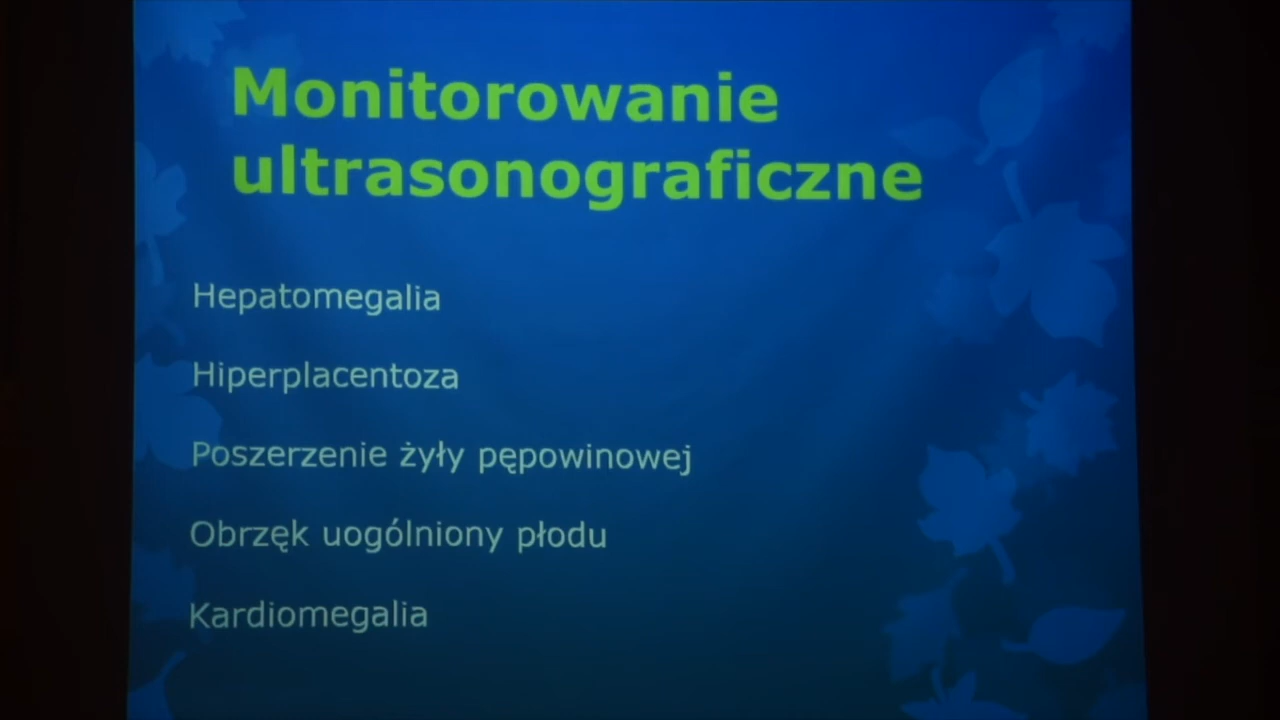 Monitorowanie
ultrasonograficzne
Hepatomegalia
Hiperplacentoza
Poszerzenie żyły pępowinowej
Obrzęk uogólniony płodu
Kardiomegalia